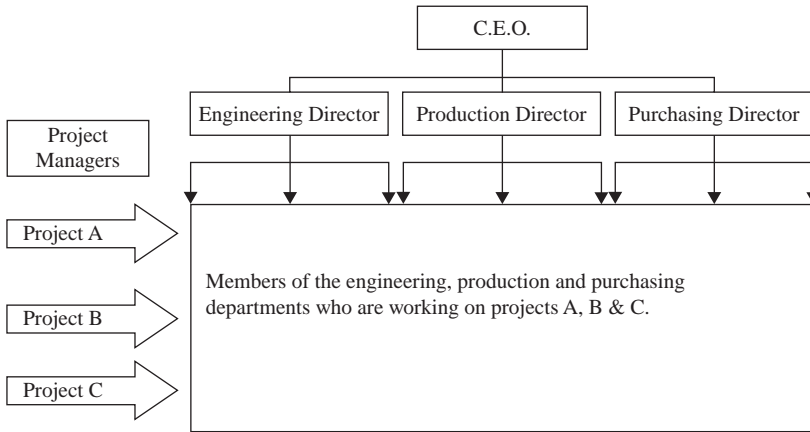 C.E.O.
Engineering Director
Production Director
Purchasing Director
Project
Managers
Project A
Members of the engineering, production and purchasing
departments who are working on projects A, B & C.
Project B
Project C